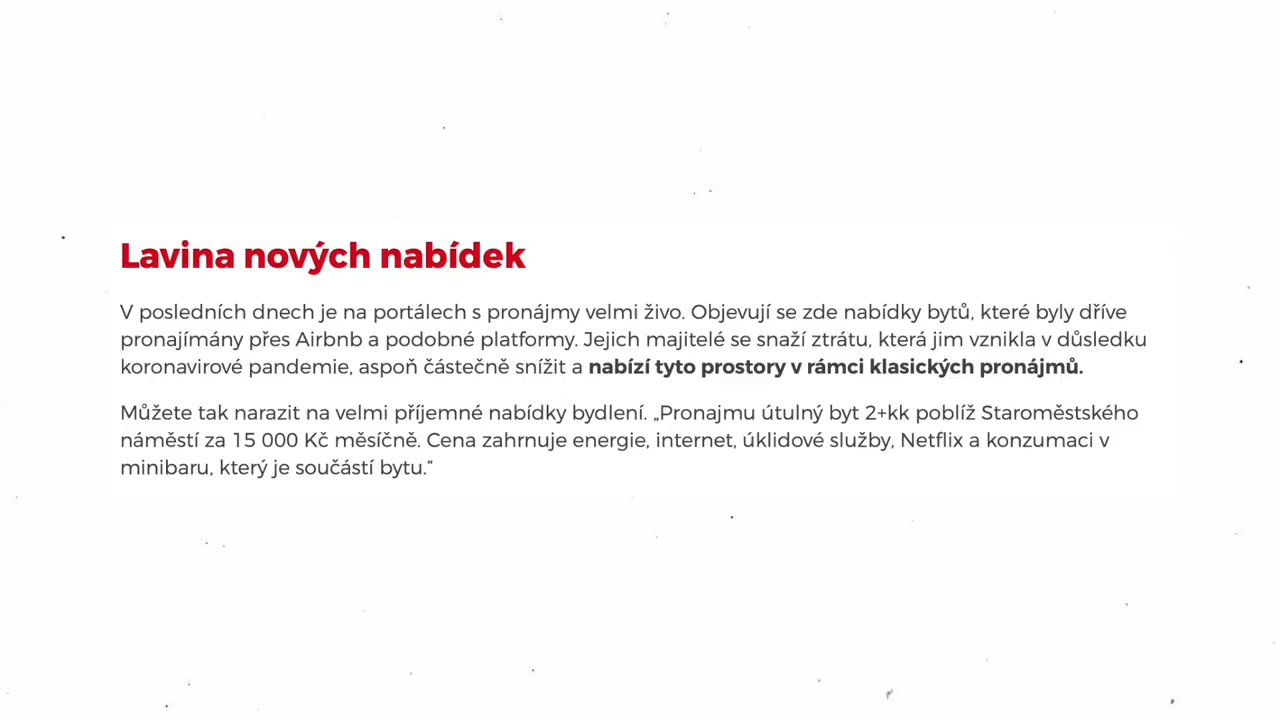 Lavina nových nabídek
V posledních dnech je na portálech s pronájmy velmi živo. Objevují se zde nabídky bytů, které byly dříve
pronajímány přes Airbnb a podobné platformy. Jejich majitelé se snaží ztrátu, která jim vznikla v důsledku
koronavirové pandemie, aspoň částečně snížit a nabízí tyto prostory v rámci klasických pronájmů.
Můžete tak narazit na velmi příjemné nabídky bydlení. „Pronajmu útulný byt 2+kk poblíž Staroměstského
náměstí za 15 000 Kč měsíčně. Cena zahrnuje energie, internet, úklidové služby, Netflix a konzumaci v
minibaru, který je součástí bytu.“